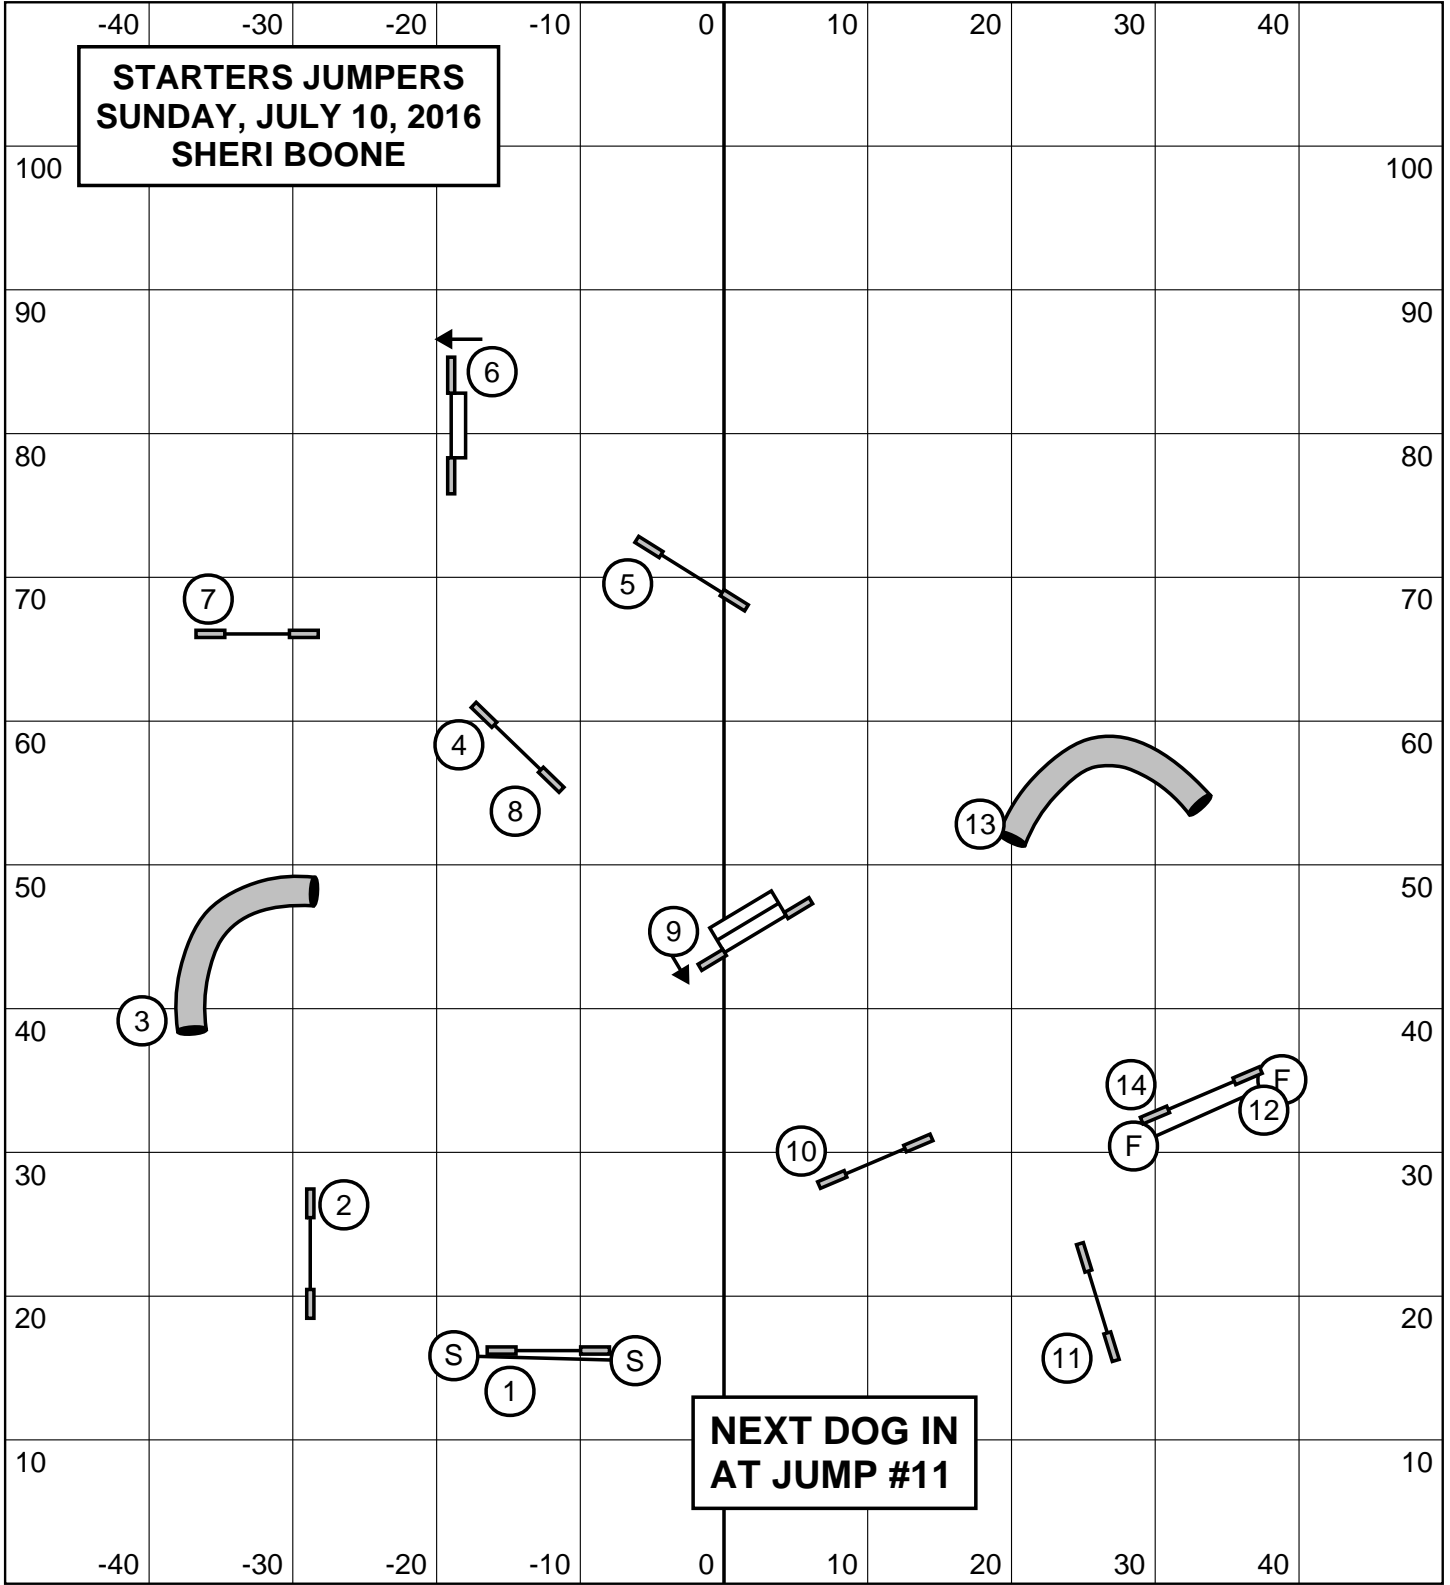 -40 -30 -20 -10 0 10 20 30 40
STARTERS JUMPERS
SUNDAY, JULY 10, 2016
SHERI BOONE
100 100
90 90
6
80 80
5
70 7 70
4
60 60
8
13
50 50
9
3
40 40
14 F
12
F
10
30 30
2
20 20
S S
11
1
NEXT DOG IN
AT JUMP #11
10 10
-40 -30 -20 -10 0 10 20 30 40